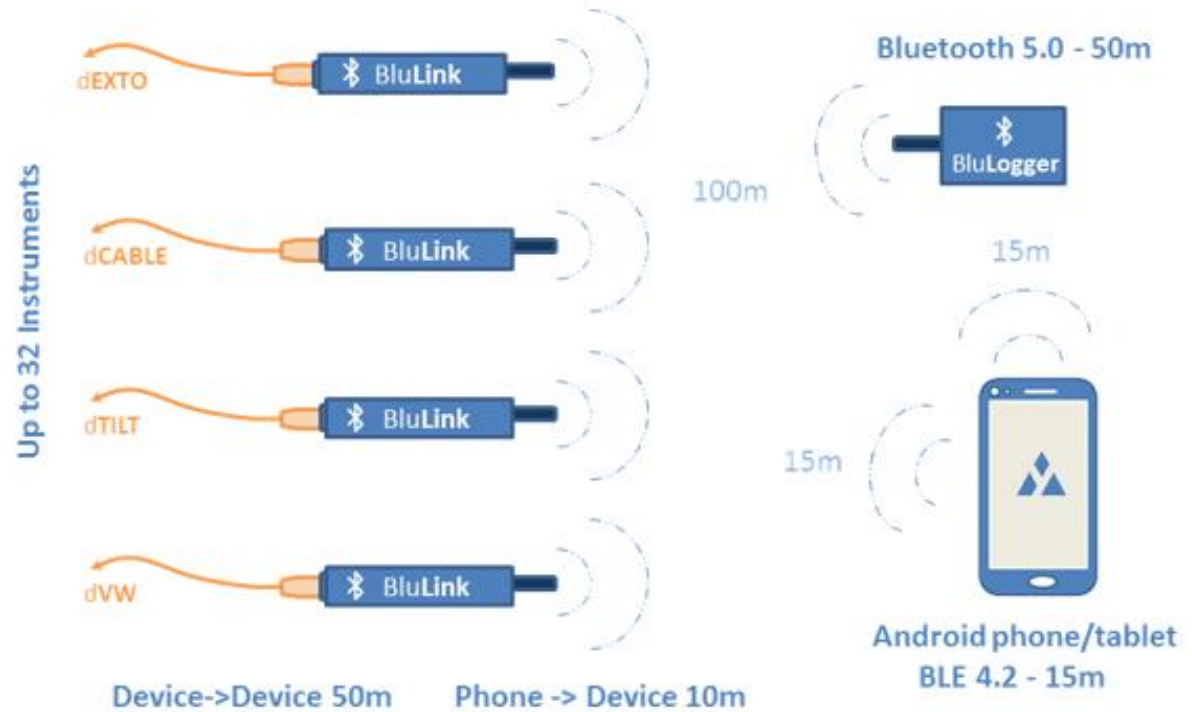 dEXTO
BluLink
Bluetooth 5.0 - 50m
BluLogger
100m
Up to 32 Instruments
dCABLE
BluLink
15m
dTILT
BluLink
15m
dVW
BluLink
Android phone/tablet
BLE 4.2 - 15m
Device->Device 50m
Phone -> Device 10m